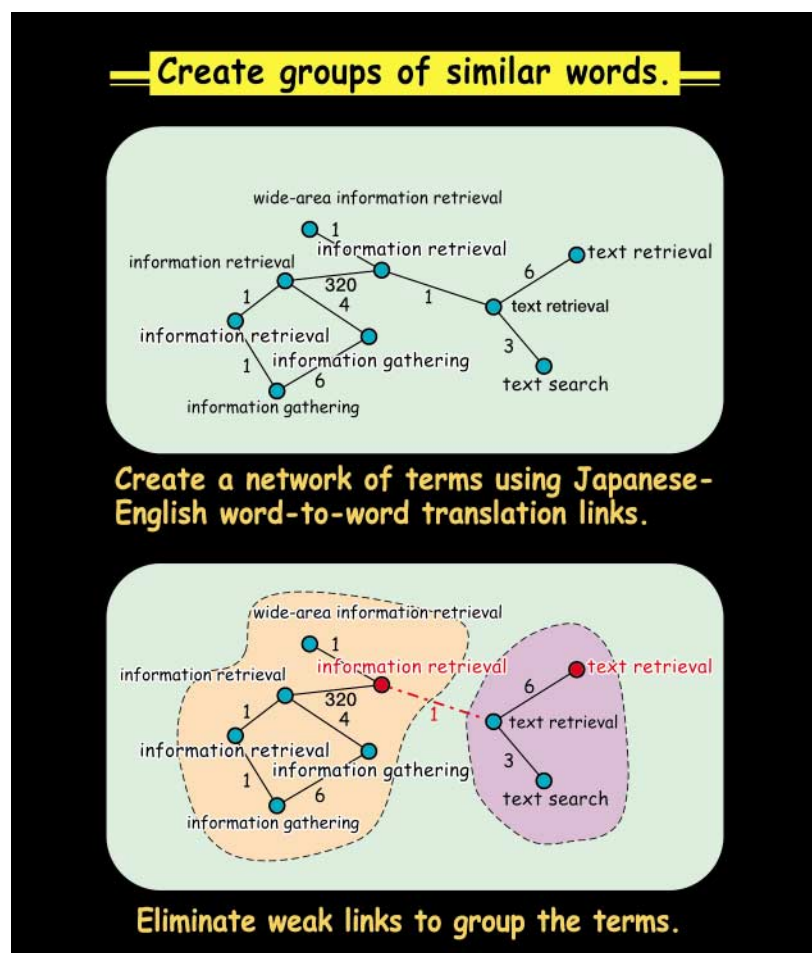 Create groups of similar words.
wide-area information retrieval
1
information retrieval
information retrieval
320
text retrieval
6
1
4
1
text retrieval
information retrieval
3
information gathering
1
6
text search
information gathering
Create a network of terms using Japanese-
English word-to-word translation links.
wide-area information retrieval
1
information retrieval
text retrieval
information retrieval
6
320
1
4
1
text retrieval
information retrieval
3
information gathering
1
6
text search
information gathering
Eliminate weak links to group the terms.